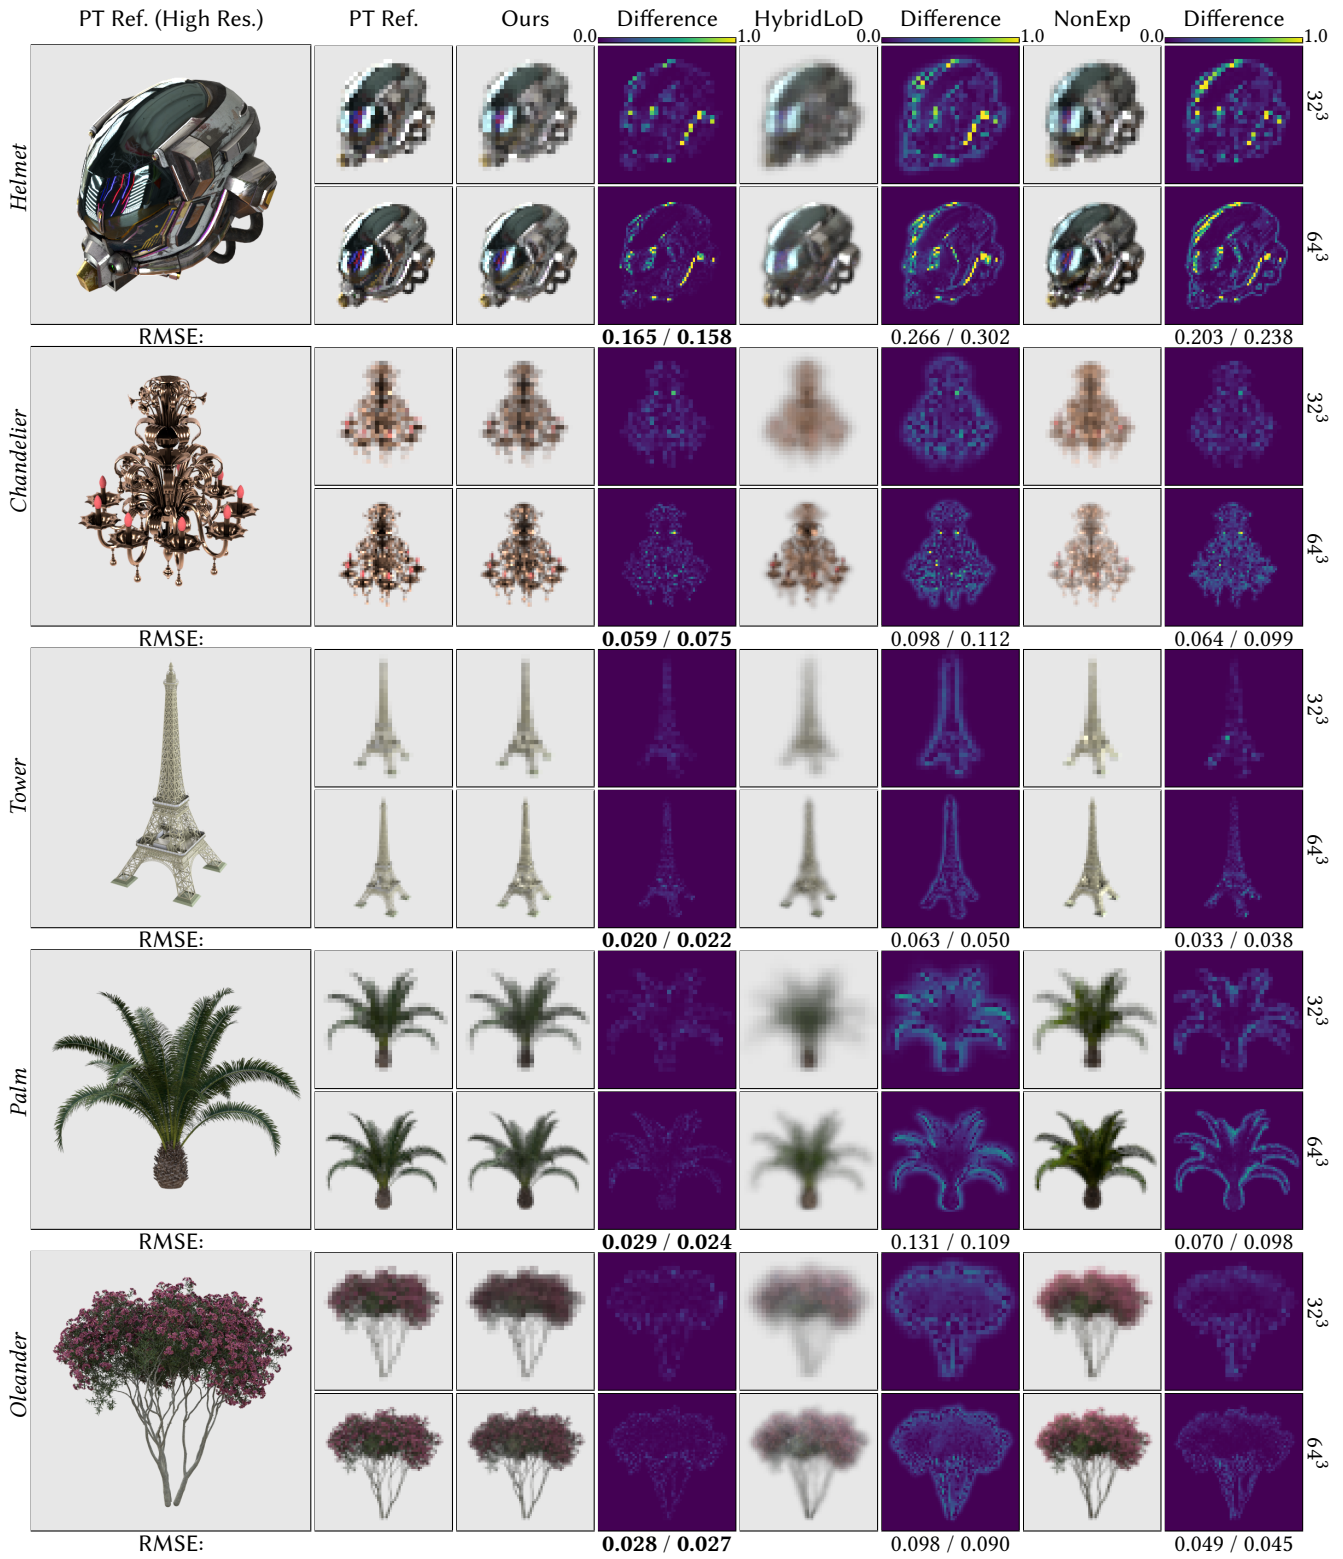 PT Ref. (High Res.) PT Ref. Ours Difference HybridLoD Difference NonExp Difference
0.0 1.0 0.0 1.0 0.0 1.0
Helmet
32³
64³
RMSE: 0.165 / 0.158 0.266 / 0.302 0.203 / 0.238
Chandelier
32³
64³
RMSE: 0.059 / 0.075 0.098 / 0.112 0.064 / 0.099
Tower
32³
64³
RMSE: 0.020 / 0.022 0.063 / 0.050 0.033 / 0.038
Palm
32³
64³
RMSE: 0.029 / 0.024 0.131 / 0.109 0.070 / 0.098
Oleander
32³
64³
RMSE: 0.028 / 0.027 0.098 / 0.090 0.049 / 0.045